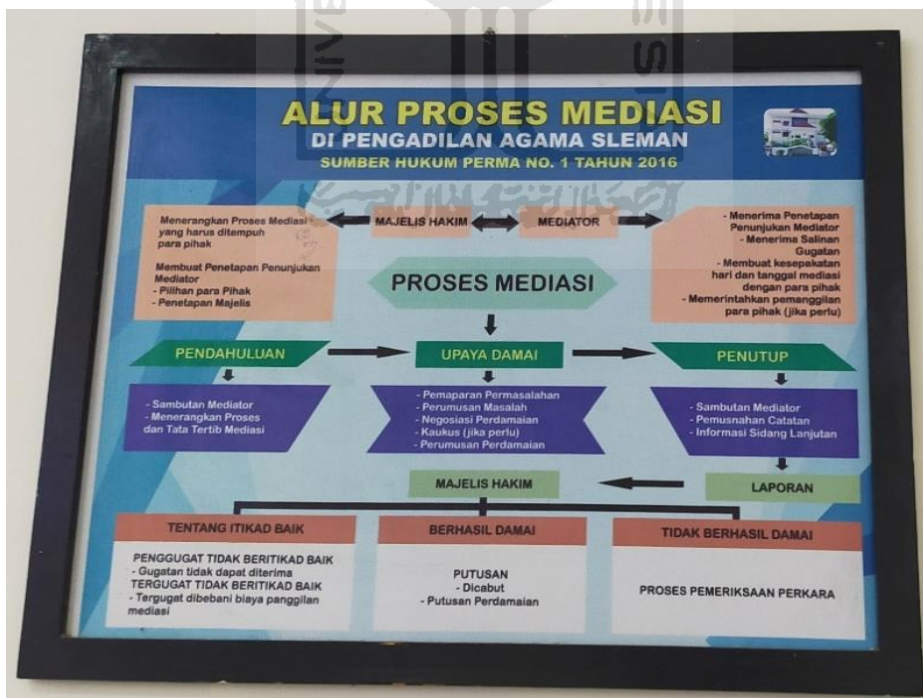 ALUR PROSES MEDIASI
DI PENGADILAN AGAMA SLEMAN
SUMBER HUKUM PERMA NO. 1 TAHUN 2016
Menerangkan Proses Mediasi
yang harus ditempuh
para pihak
Membuat Penetapan Penunjukan
Mediator
- Pilihan para Pihak
- Penetapan Majelis
MAJELIS HAKIM
MEDIATOR
- Menerima Penetapan
Penunjukan Mediator
- Menerima Salinan
Gugatan
- Membuat kesepakatan
hari dan tanggal mediasi
dengan para pihak
- Memerintahkan pemanggilan
para pihak (jika perlu)
PROSES MEDIASI
PENDAHULUAN
UPAYA DAMAI
PENUTUP
- Sambutan Mediator
- Menerangkan Proses
dan Tata Tertib Mediasi
- Pemaparan Permasalahan
- Perumusan Masalah
- Negosiasi Perdamaian
- Kaukus (jika perlu)
- Perumusan Perdamaian
- Sambutan Mediator
- Pemusnahan Catatan
- Informasi Sidang Lanjutan
MAJELIS HAKIM
LAPORAN
TENTANG ITIKAD BAIK
PENGGUGAT TIDAK BERITIKAD BAIK
- Gugatan tidak dapat diterima
TERGUGAT TIDAK BERITIKAD BAIK
- Tergugat dibebani biaya panggilan
mediasi
BERHASIL DAMAI
PUTUSAN
- Dicabut
- Putusan Perdamaian
TIDAK BERHASIL DAMAI
PROSES PEMERIKSAAN PERKARA